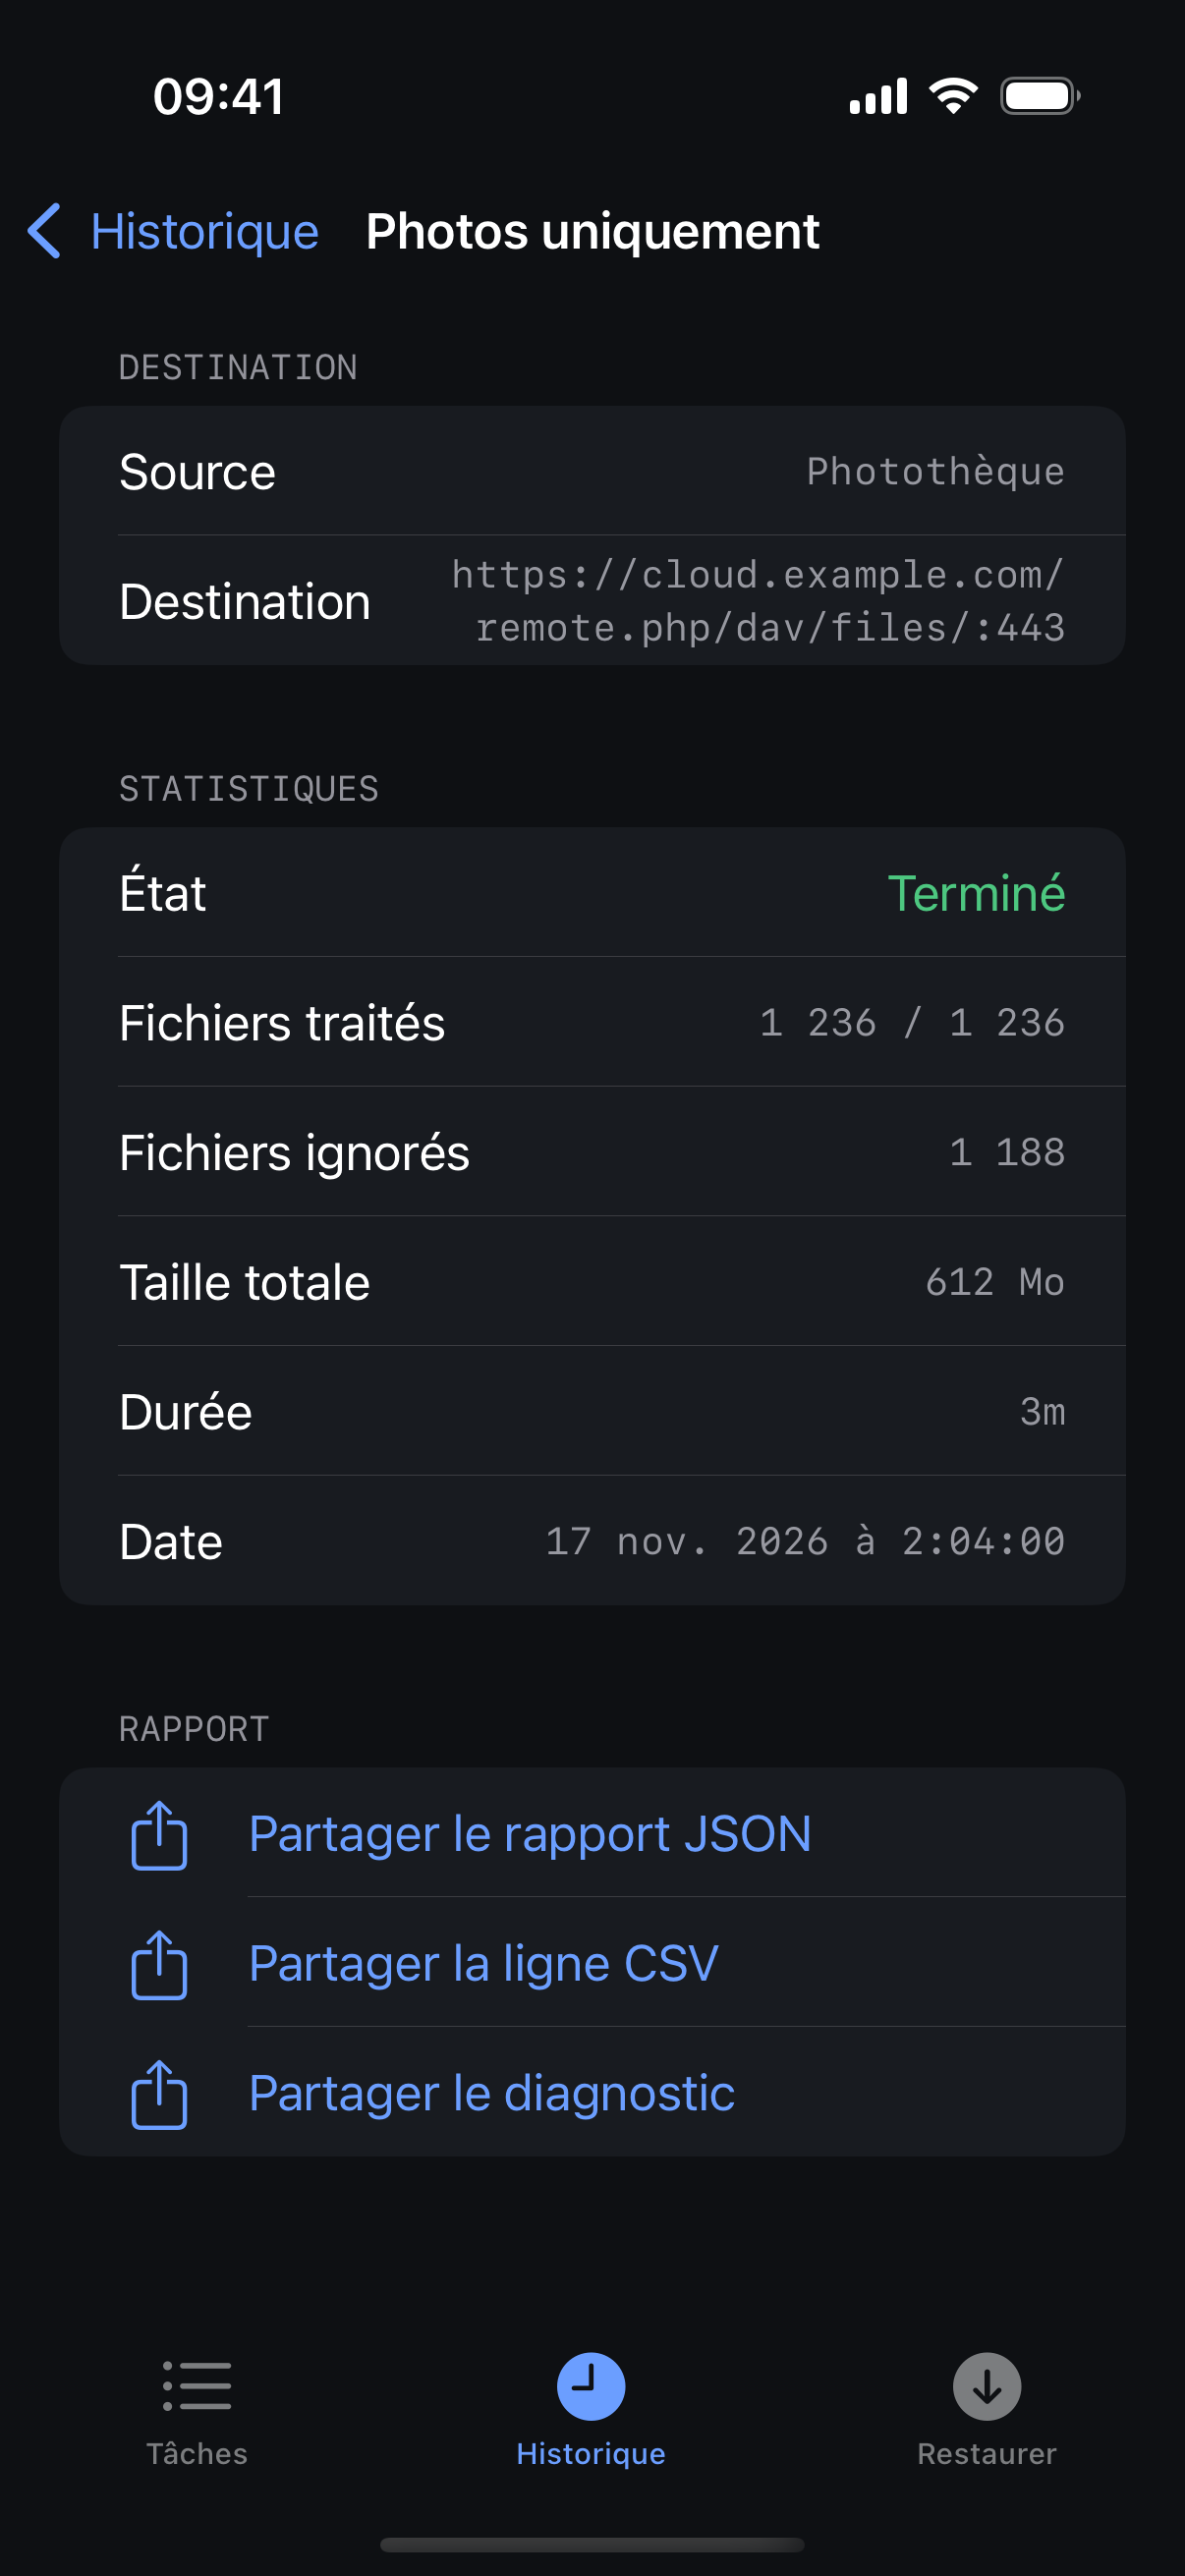 09:41
Historique Photos uniquement
DESTINATION
Source Photothèque
Destination https://cloud.example.com/
remote.php/dav/files/:443
STATISTIQUES
État Terminé
Fichiers traités 1 236 / 1 236
Fichiers ignorés 1 188
Taille totale 612 Mo
Durée 3m
Date 17 nov. 2026 à 2:04:00
RAPPORT
Partager le rapport JSON
Partager la ligne CSV
Partager le diagnostic
Tâches Historique Restaurer